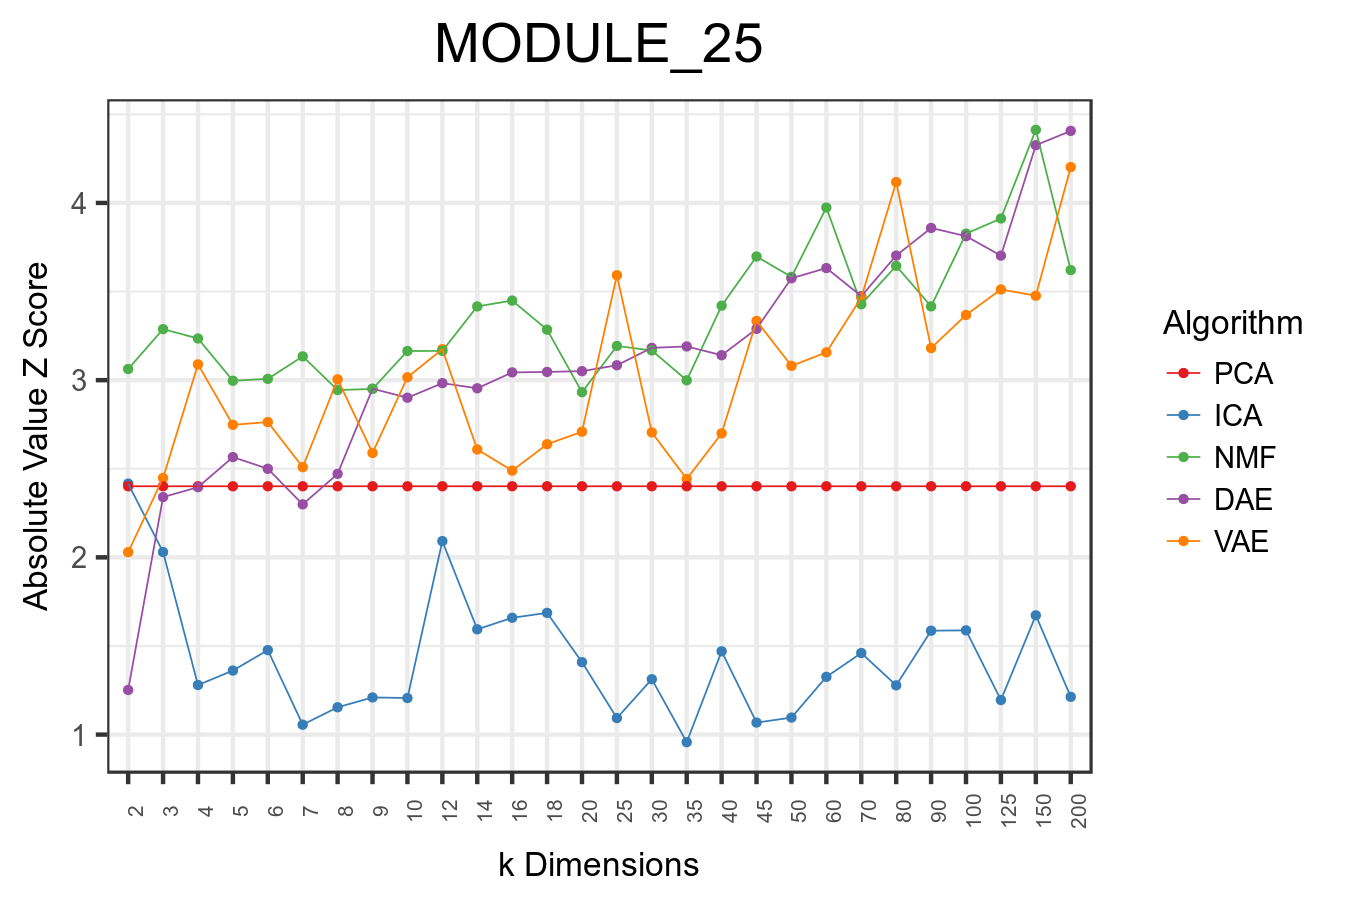 MODULE_25
Absolute Value Z Score
4
3
2
1
2 3 4 5 6 7 8 9 10 12 14 16 18 20 25 30 35 40 45 50 60 70 80 90 100 125 150 200
k Dimensions
Algorithm
PCA
ICA
NMF
DAE
VAE